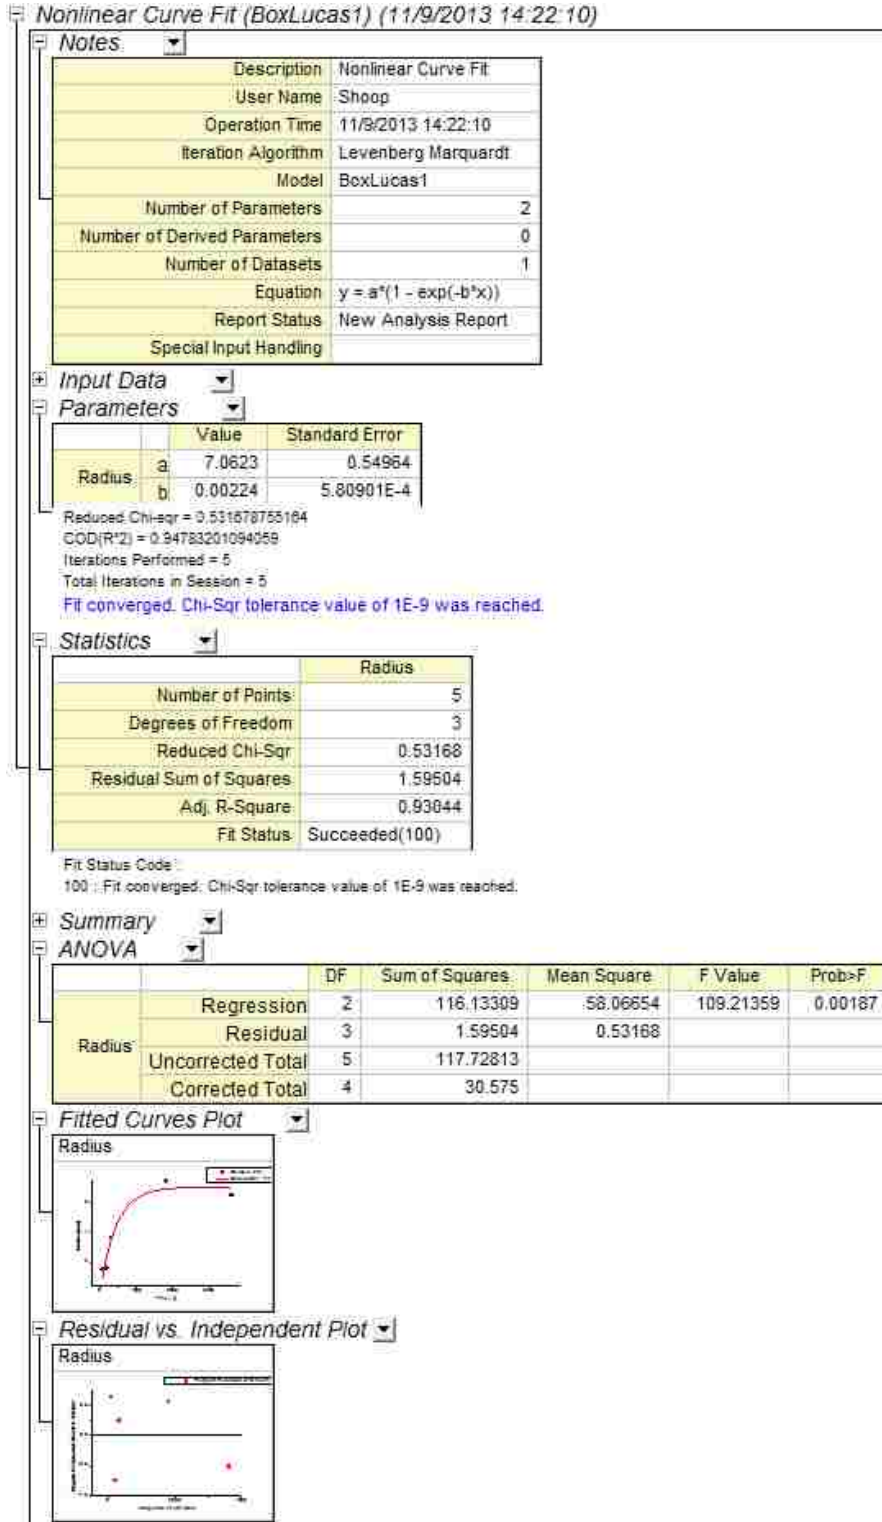 Nonlinear Curve Fit (BoxLucas1) (11/9/2013 14:22:10)
Notes
Description Nonlinear Curve Fit
User Name Shoop
Operation Time 11/9/2013 14:22:10
Iteration Algorithm Levenberg Marquardt
Model BoxLucas1
Number of Parameters 2
Number of Derived Parameters 0
Number of Datasets 1
Equation y = a*(1 - exp(-b*x))
Report Status New Analysis Report
Special Input Handling
Input Data
Parameters
Value Standard Error
Radius a 7.0623 0.54964
b 0.00224 5.80901E-4
Reduced Chi-sqr = 0.531678755164
COD(R^2) = 0.94783201094059
Iterations Performed = 5
Total Iterations in Session = 5
Fit converged. Chi-Sqr tolerance value of 1E-9 was reached.
Statistics
Radius
Number of Points 5
Degrees of Freedom 3
Reduced Chi-Sqr 0.53168
Residual Sum of Squares 1.59504
Adj. R-Square 0.93044
Fit Status Succeeded(100)
Fit Status Code :
100 : Fit converged. Chi-Sqr tolerance value of 1E-9 was reached.
Summary
ANOVA
DF Sum of Squares Mean Square F Value Prob>F
Radius Regression 2 116.13309 58.06654 109.21359 0.00187
Residual 3 1.59504 0.53168
Uncorrected Total 5 117.72813
Corrected Total 4 30.575
Fitted Curves Plot
Radius
Residual vs. Independent Plot
Radius